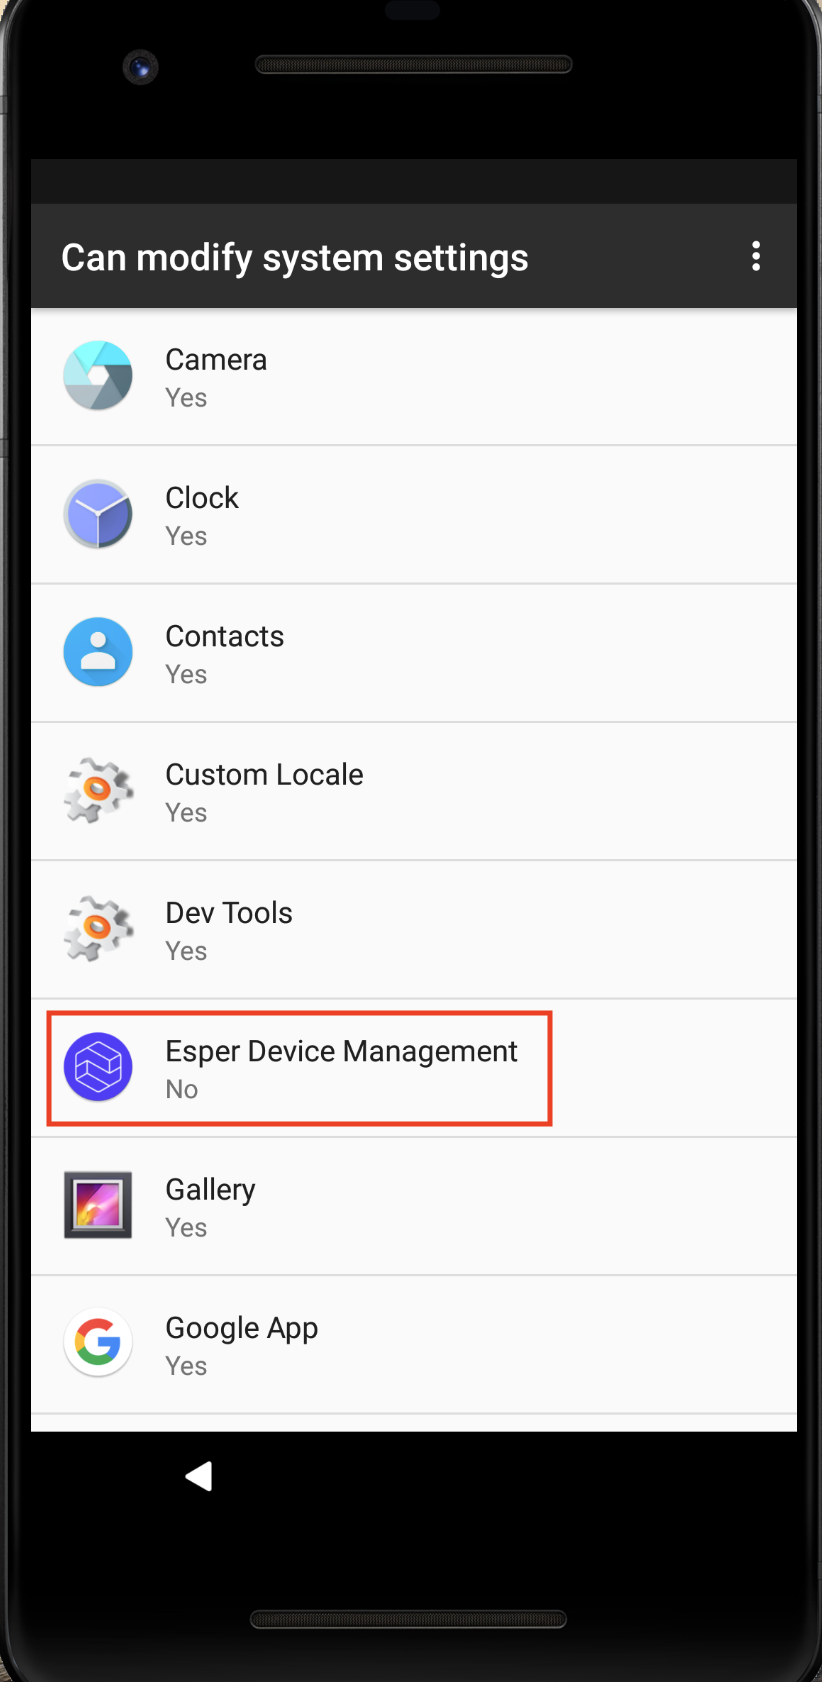 Can modify system settings
Camera
Yes
Clock
Yes
Contacts
Yes
Custom Locale
Yes
Dev Tools
Yes
Esper Device Management
No
Gallery
Yes
Google App
Yes